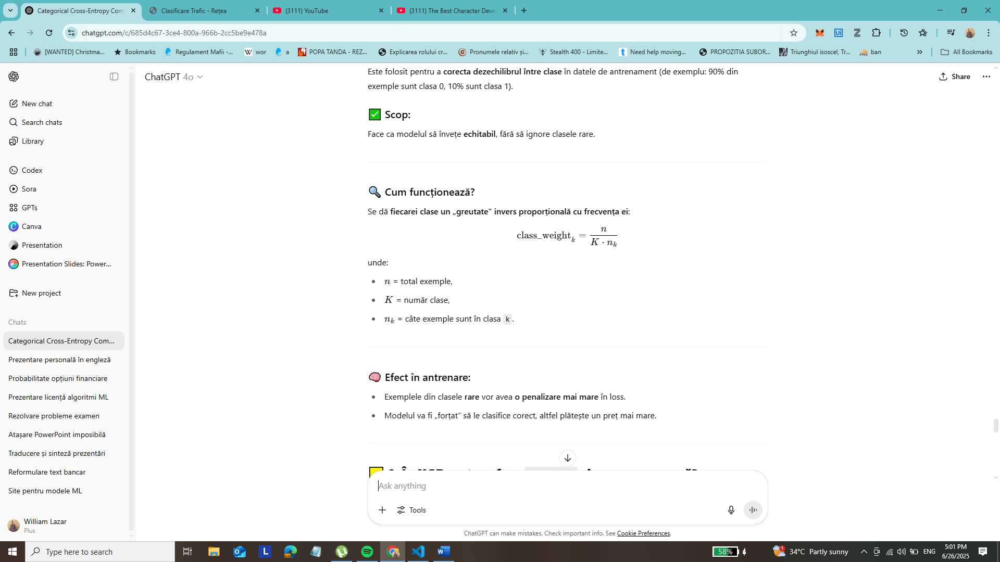 Categorical Cross-Entropy Com
Clasificare Trafic - Rețea
(3111) YouTube
(3111) The Best Character Deve
chatgpt.com/c/685d4c67-3ce4-800a-966b-2cc5be9e478a
[WANTED] Christma...
Bookmarks
Regulament Mafii -...
wor
a
POPA TANDA - REZ...
Explicarea rolului cr...
Pronumele relativ și...
Stealth 400 - Limite...
Need help moving...
PROPOZITIA SUBOR...
Triunghiul isoscel, Tr...
ban
All Bookmarks
ChatGPT 4o
Share
New chat
Search chats
Library
Codex
Sora
GPTs
Canva
Presentation
Presentation Slides: Power...
New project
Chats
Categorical Cross-Entropy Com...
Prezentare personală în engleză
Probabilitate opțiuni financiare
Prezentare licență algoritmi ML
Rezolvare probleme examen
Atașare PowerPoint imposibilă
Traducere și sinteză prezentări
Reformulare text bancar
Site pentru modele ML
William Lazar
Plus
Este folosit pentru a corecta dezechilibrul între clase în datele de antrenament (de exemplu: 90% din
exemple sunt clasa 0, 10% sunt clasa 1).
✅ Scop:
Face ca modelul să învețe echitabil, fără să ignore clasele rare.
🔍 Cum funcționează?
Se dă fiecarei clase un „greutate” invers proporțională cu frecvența ei:
class_weight_k = n / (K · n_k)
unde:
• n = total exemple,
• K = număr clase,
• n_k = câte exemple sunt în clasa k.
🧠 Efect în antrenare:
• Exemplele din clasele rare vor avea o penalizare mai mare în loss.
• Modelul va fi „forțat” să le clasifice corect, altfel plătește un preț mai mare.
Ask anything
Tools
ChatGPT can make mistakes. Check important info. See Cookie Preferences.
Type here to search
58%
1
34°C Partly sunny
ENG
5:01 PM
6/26/2025